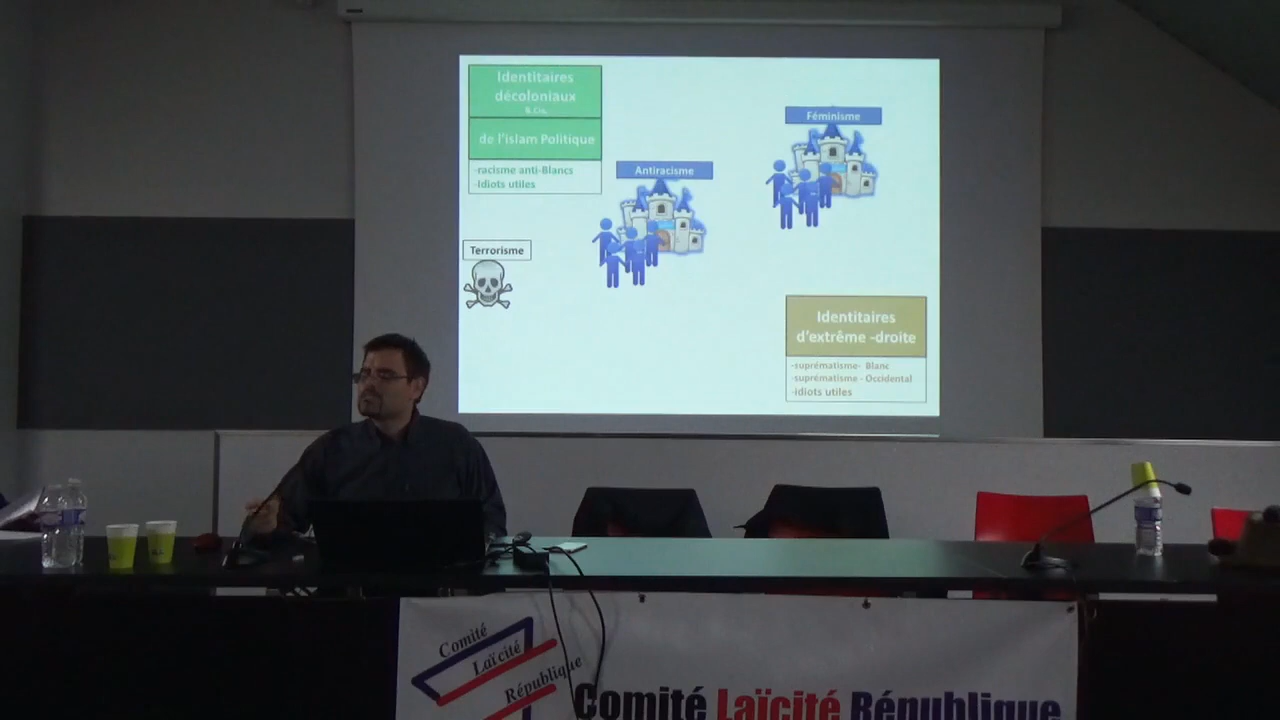 Identitaires
décoloniaux
& Cie.
de l'islam Politique
-racisme anti-Blancs
-Idiots utiles
Féminisme
Antiracisme
Terrorisme
Identitaires
d'extrême -droite
-suprématisme- Blanc
-suprématisme - Occidental
-idiots utiles
Comité
Laïcité
République
Comité Laïcité République